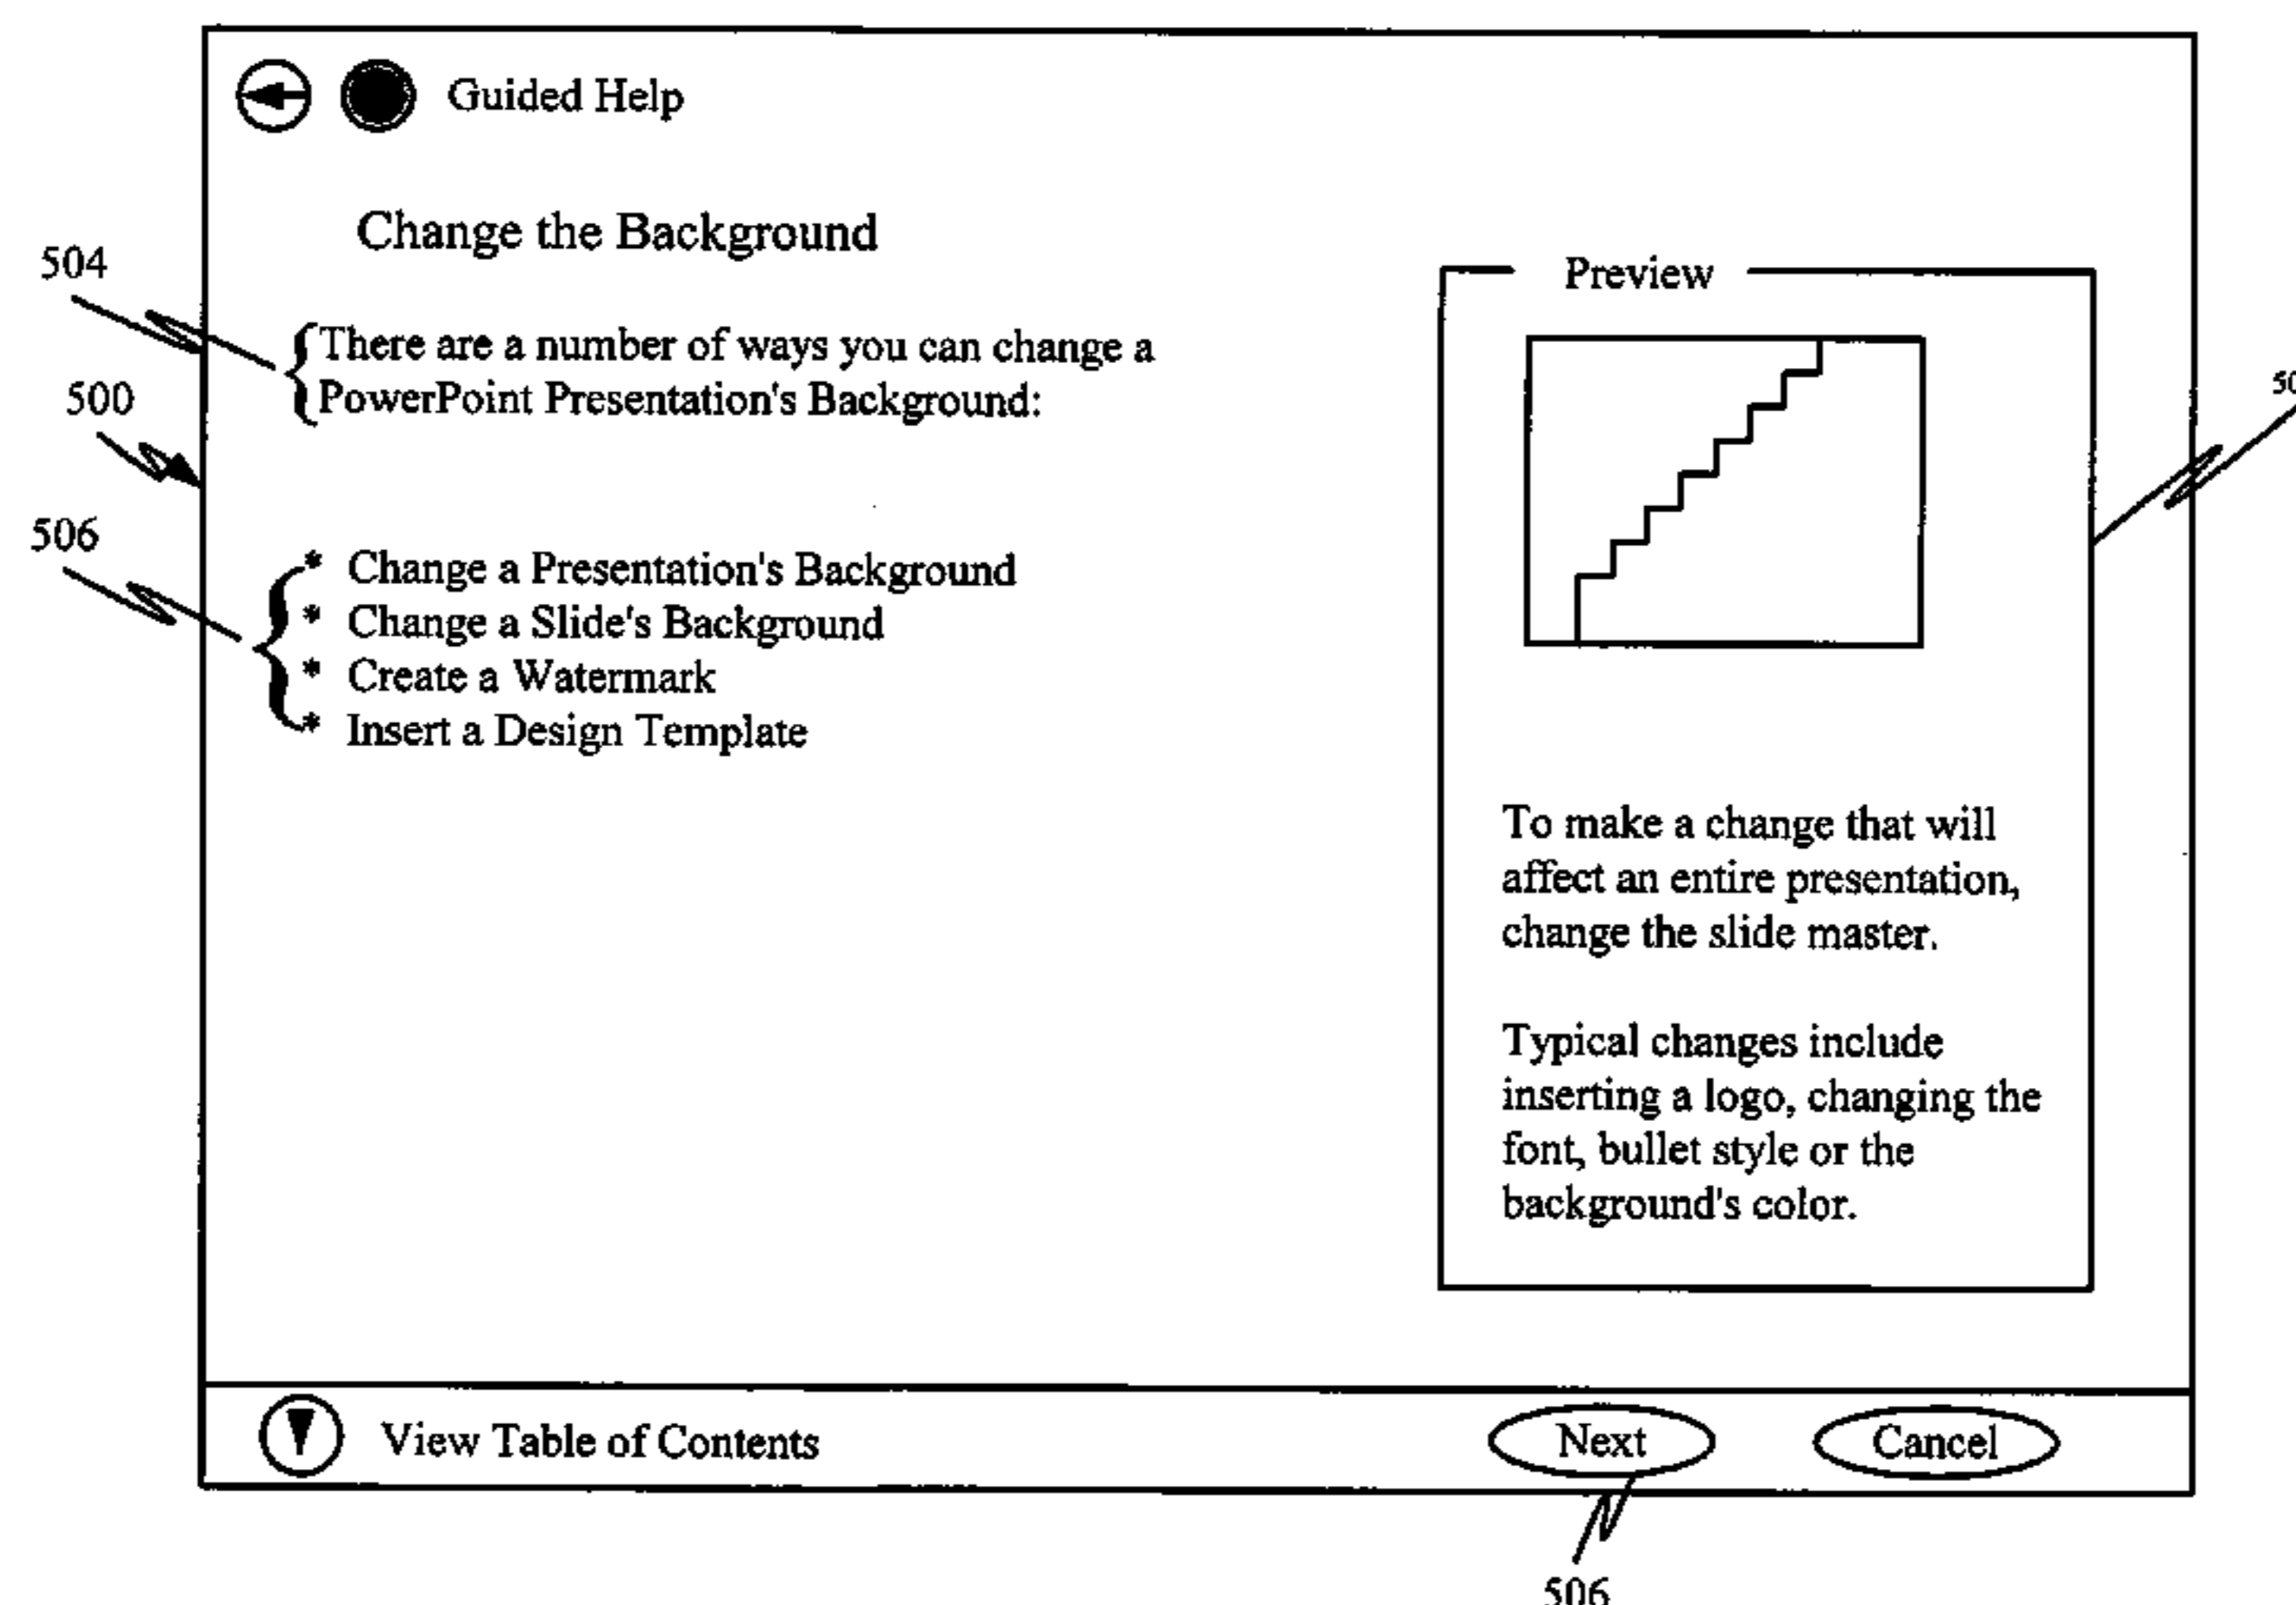 Guided Help
Change the Background
504
There are a number of ways you can change a
PowerPoint Presentation's Background:
500
506
* Change a Presentation's Background
* Change a Slide's Background
* Create a Watermark
* Insert a Design Template
Preview
To make a change that will
affect an entire presentation,
change the slide master.
Typical changes include
inserting a logo, changing the
font, bullet style or the
background's color.
View Table of Contents
Next
Cancel
506